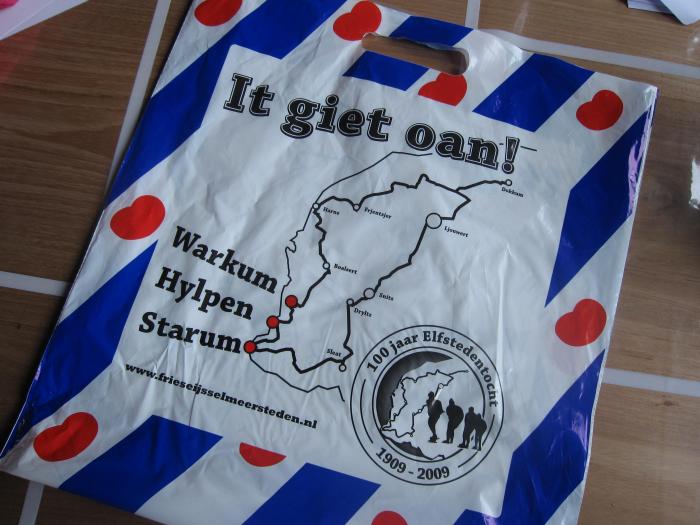 It giet oan!
Dokkum
Harns
Frjentsjer
Ljouwert
Warkum
Boalsert
Hylpen
Snits
Drylts
Starum
Sleat
www.frieseijsselmeersteden.nl
100 jaar Elfstedentocht
1909 - 2009